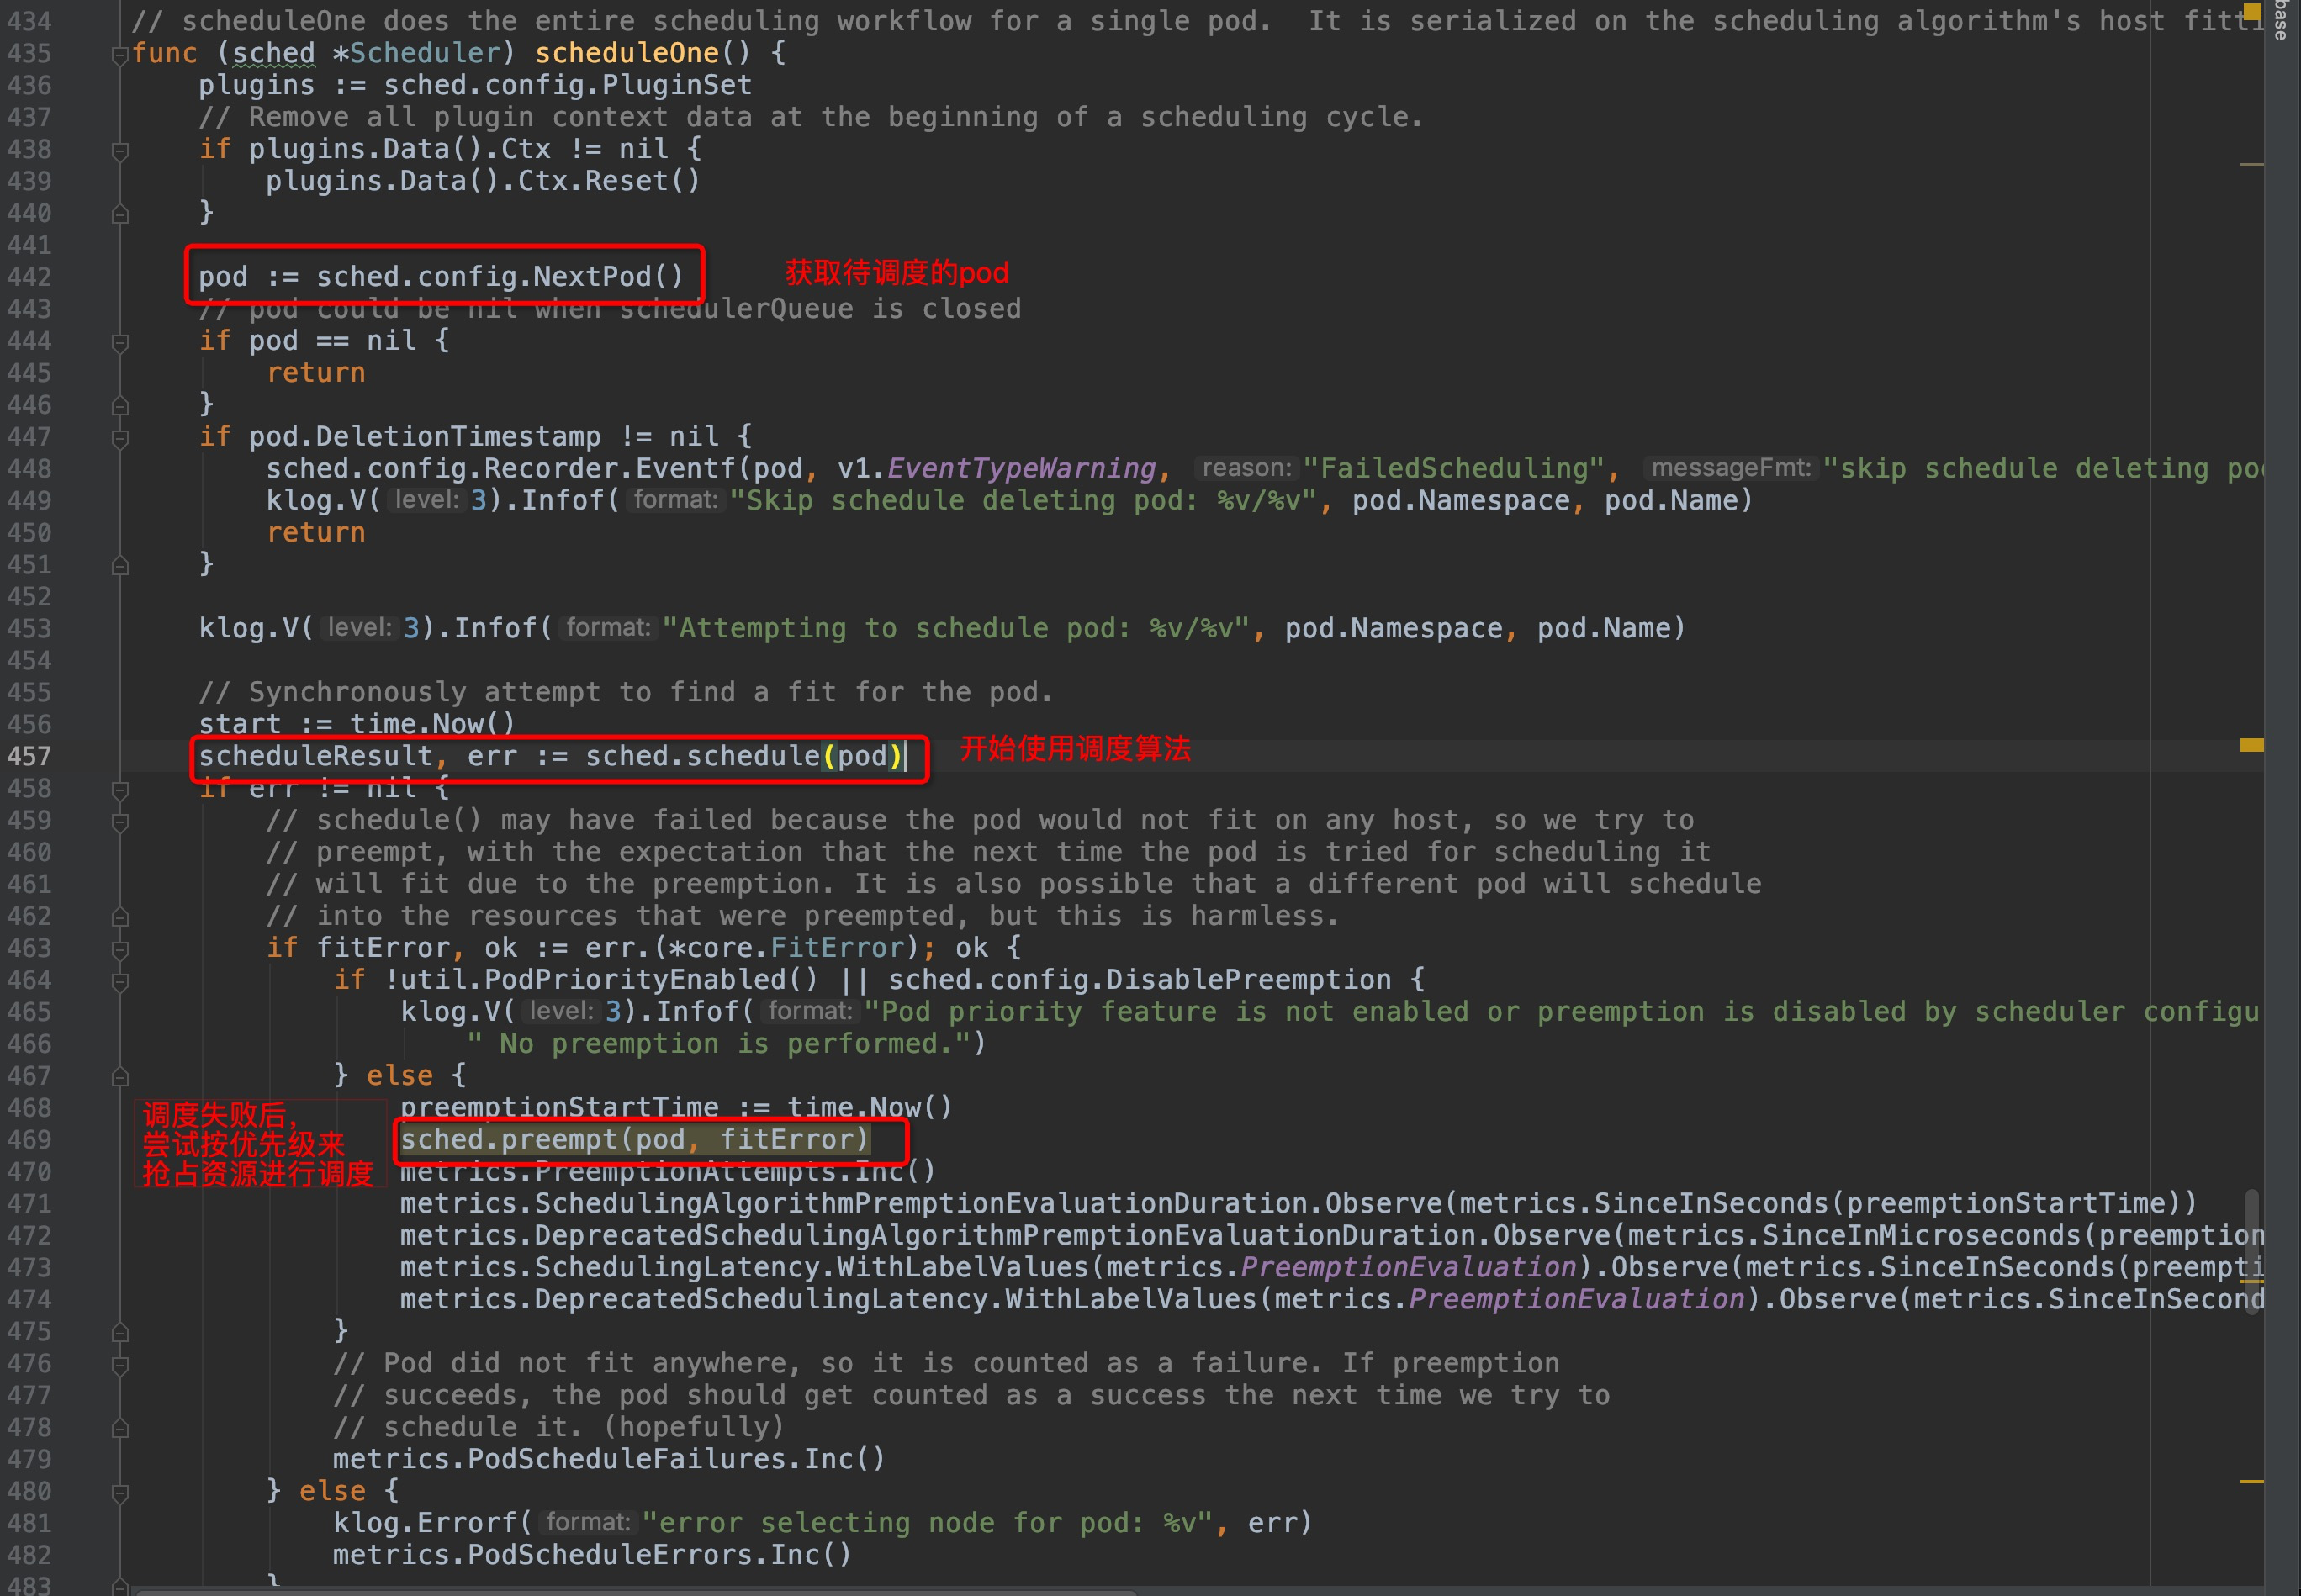 434 // scheduleOne does the entire scheduling workflow for a single pod.  It is serialized on the scheduling algorithm's host
base
435 func (sched *Scheduler) scheduleOne() {
436 plugins := sched.config.PluginSet
437 // Remove all plugin context data at the beginning of a scheduling cycle.
438 if plugins.Data().Ctx != nil {
439 plugins.Data().Ctx.Reset()
440 }
441
442 pod := sched.config.NextPod() 获取待调度的pod
443 // pod could be nil when schedulerQueue is closed
444 if pod == nil {
445 return
446 }
447 if pod.DeletionTimestamp != nil {
448 sched.config.Recorder.Eventf(pod, v1.EventTypeWarning, reason: "FailedScheduling", messageFmt: "skip schedule deleting
449 klog.V( level: 3).Infof( format: "Skip schedule deleting pod: %v/%v", pod.Namespace, pod.Name)
450 return
451 }
452
453 klog.V( level: 3).Infof( format: "Attempting to schedule pod: %v/%v", pod.Namespace, pod.Name)
454
455 // Synchronously attempt to find a fit for the pod.
456 start := time.Now()
457 scheduleResult, err := sched.schedule(pod) 开始使用调度算法
458 if err != nil {
459 // schedule() may have failed because the pod would not fit on any host, so we try to
460 // preempt, with the expectation that the next time the pod is tried for scheduling it
461 // will fit due to the preemption. It is also possible that a different pod will schedule
462 // into the resources that were preempted, but this is harmless.
463 if fitError, ok := err.(*core.FitError); ok {
464 if !util.PodPriorityEnabled() || sched.config.DisablePreemption {
465 klog.V( level: 3).Infof( format: "Pod priority feature is not enabled or preemption is disabled by scheduler configu
466 " No preemption is performed.")
467 } else {
468 preemptionStartTime := time.Now()
调度失败后，
尝试按优先级来
抢占资源进行调度
469 sched.preempt(pod, fitError)
470 metrics.PreemptionAttempts.Inc()
471 metrics.SchedulingAlgorithmPremptionEvaluationDuration.Observe(metrics.SinceInSeconds(preemptionStartTime))
472 metrics.DeprecatedSchedulingAlgorithmPremptionEvaluationDuration.Observe(metrics.SinceInMicroseconds(preemption
473 metrics.SchedulingLatency.WithLabelValues(metrics.PreemptionEvaluation).Observe(metrics.SinceInSeconds(preempti
474 metrics.DeprecatedSchedulingLatency.WithLabelValues(metrics.PreemptionEvaluation).Observe(metrics.SinceInSecond
475 }
476 // Pod did not fit anywhere, so it is counted as a failure. If preemption
477 // succeeds, the pod should get counted as a success the next time we try to
478 // schedule it. (hopefully)
479 metrics.PodScheduleFailures.Inc()
480 } else {
481 klog.Errorf( format: "error selecting node for pod: %v", err)
482 metrics.PodScheduleErrors.Inc()
483 }